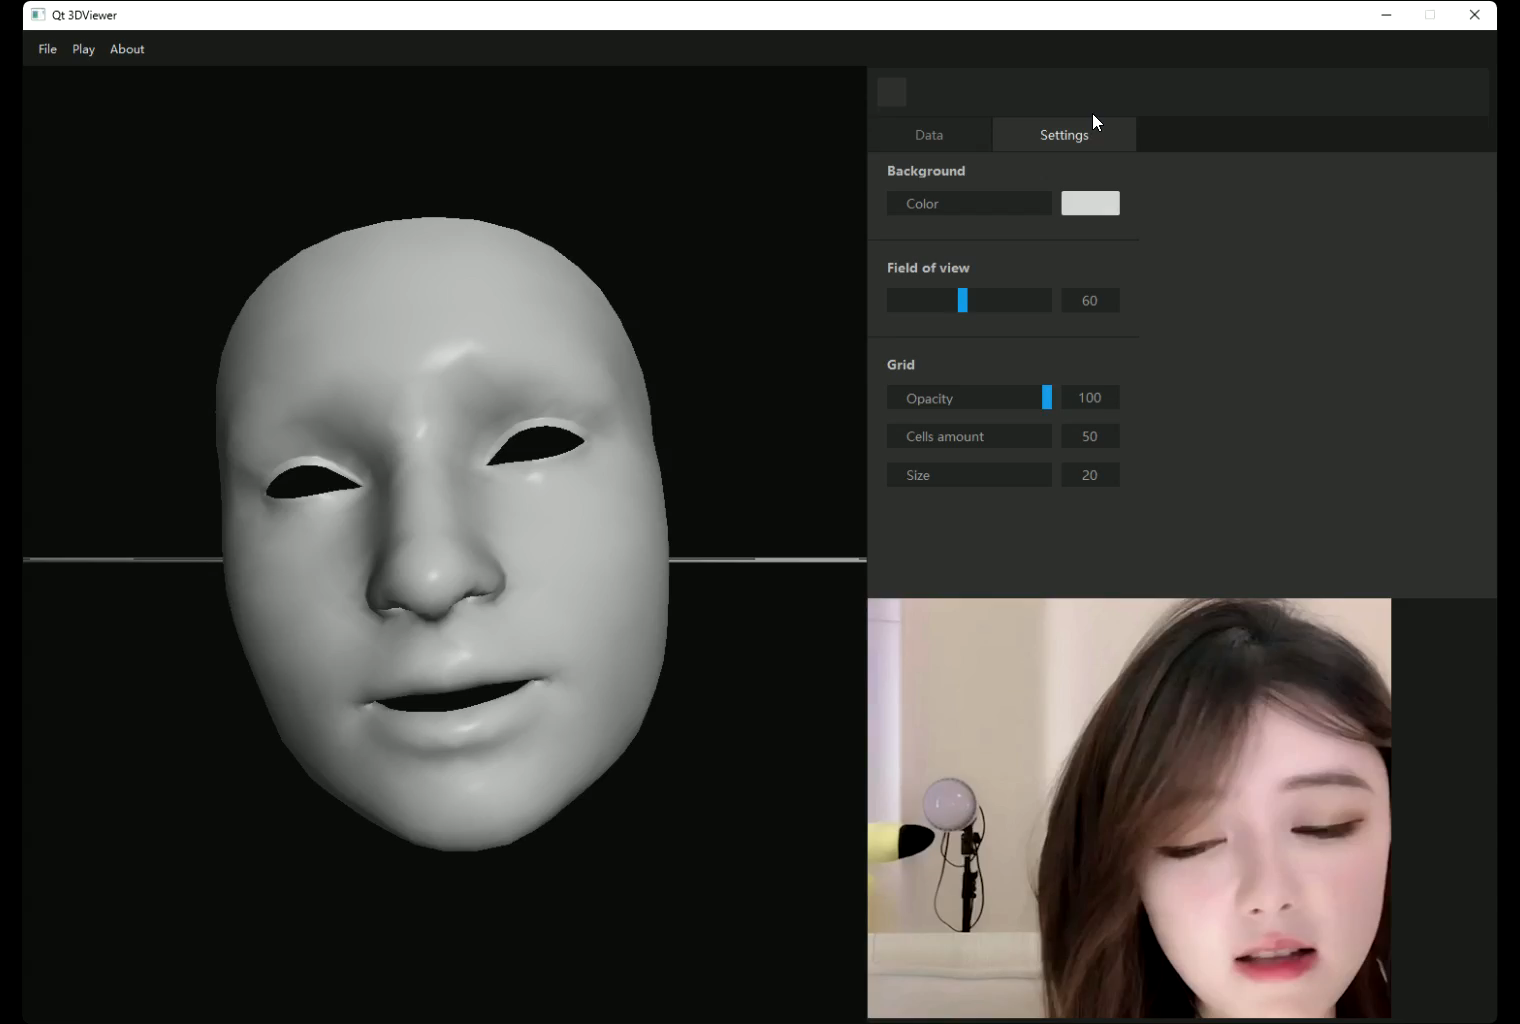 Qt 3DViewer
File Play About
Data Settings
Background
Color
Field of view
60
Grid
Opacity 100
Cells amount 50
Size 20